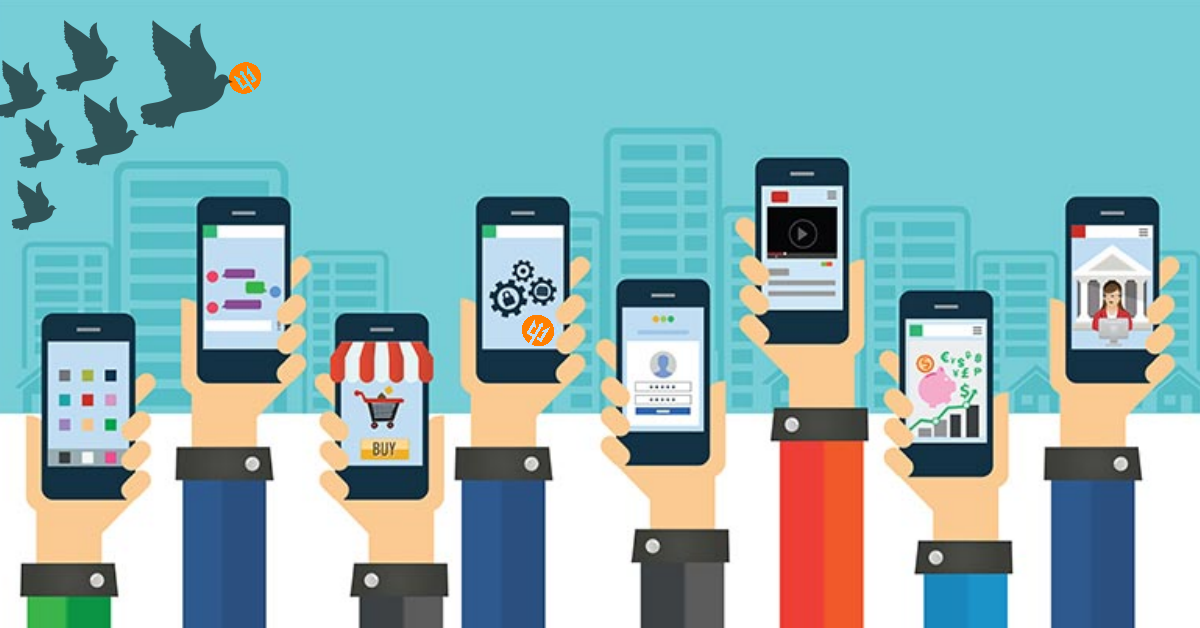 BUY
*****
*****
$
€ ¥ $
¥ £ P
$